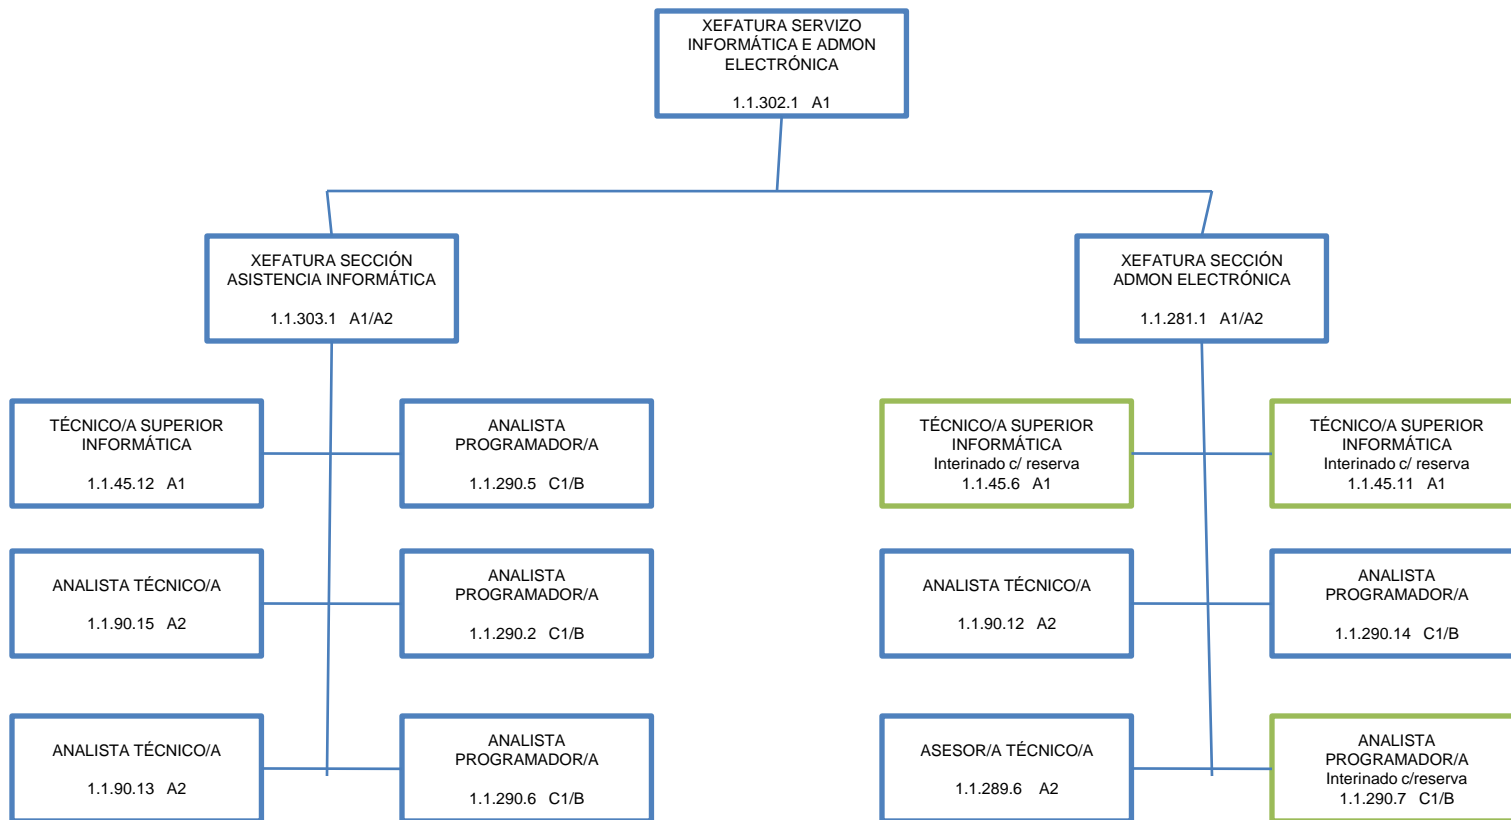 XEFATURA SERVIZO
INFORMÁTICA E ADMON
ELECTRÓNICA
1.1.302.1 A1
XEFATURA SECCIÓN
ASISTENCIA INFORMÁTICA
1.1.303.1 A1/A2
XEFATURA SECCIÓN
ADMON ELECTRÓNICA
1.1.281.1 A1/A2
TÉCNICO/A SUPERIOR
INFORMÁTICA
1.1.45.12 A1
ANALISTA
PROGRAMADOR/A
1.1.290.5 C1/B
TÉCNICO/A SUPERIOR
INFORMÁTICA
Interinado c/ reserva
1.1.45.6 A1
TÉCNICO/A SUPERIOR
INFORMÁTICA
Interinado c/ reserva
1.1.45.11 A1
ANALISTA TÉCNICO/A
1.1.90.15 A2
ANALISTA
PROGRAMADOR/A
1.1.290.2 C1/B
ANALISTA TÉCNICO/A
1.1.90.12 A2
ANALISTA
PROGRAMADOR/A
1.1.290.14 C1/B
ANALISTA TÉCNICO/A
1.1.90.13 A2
ANALISTA
PROGRAMADOR/A
1.1.290.6 C1/B
ASESOR/A TÉCNICO/A
1.1.289.6 A2
ANALISTA
PROGRAMADOR/A
Interinado c/reserva
1.1.290.7 C1/B